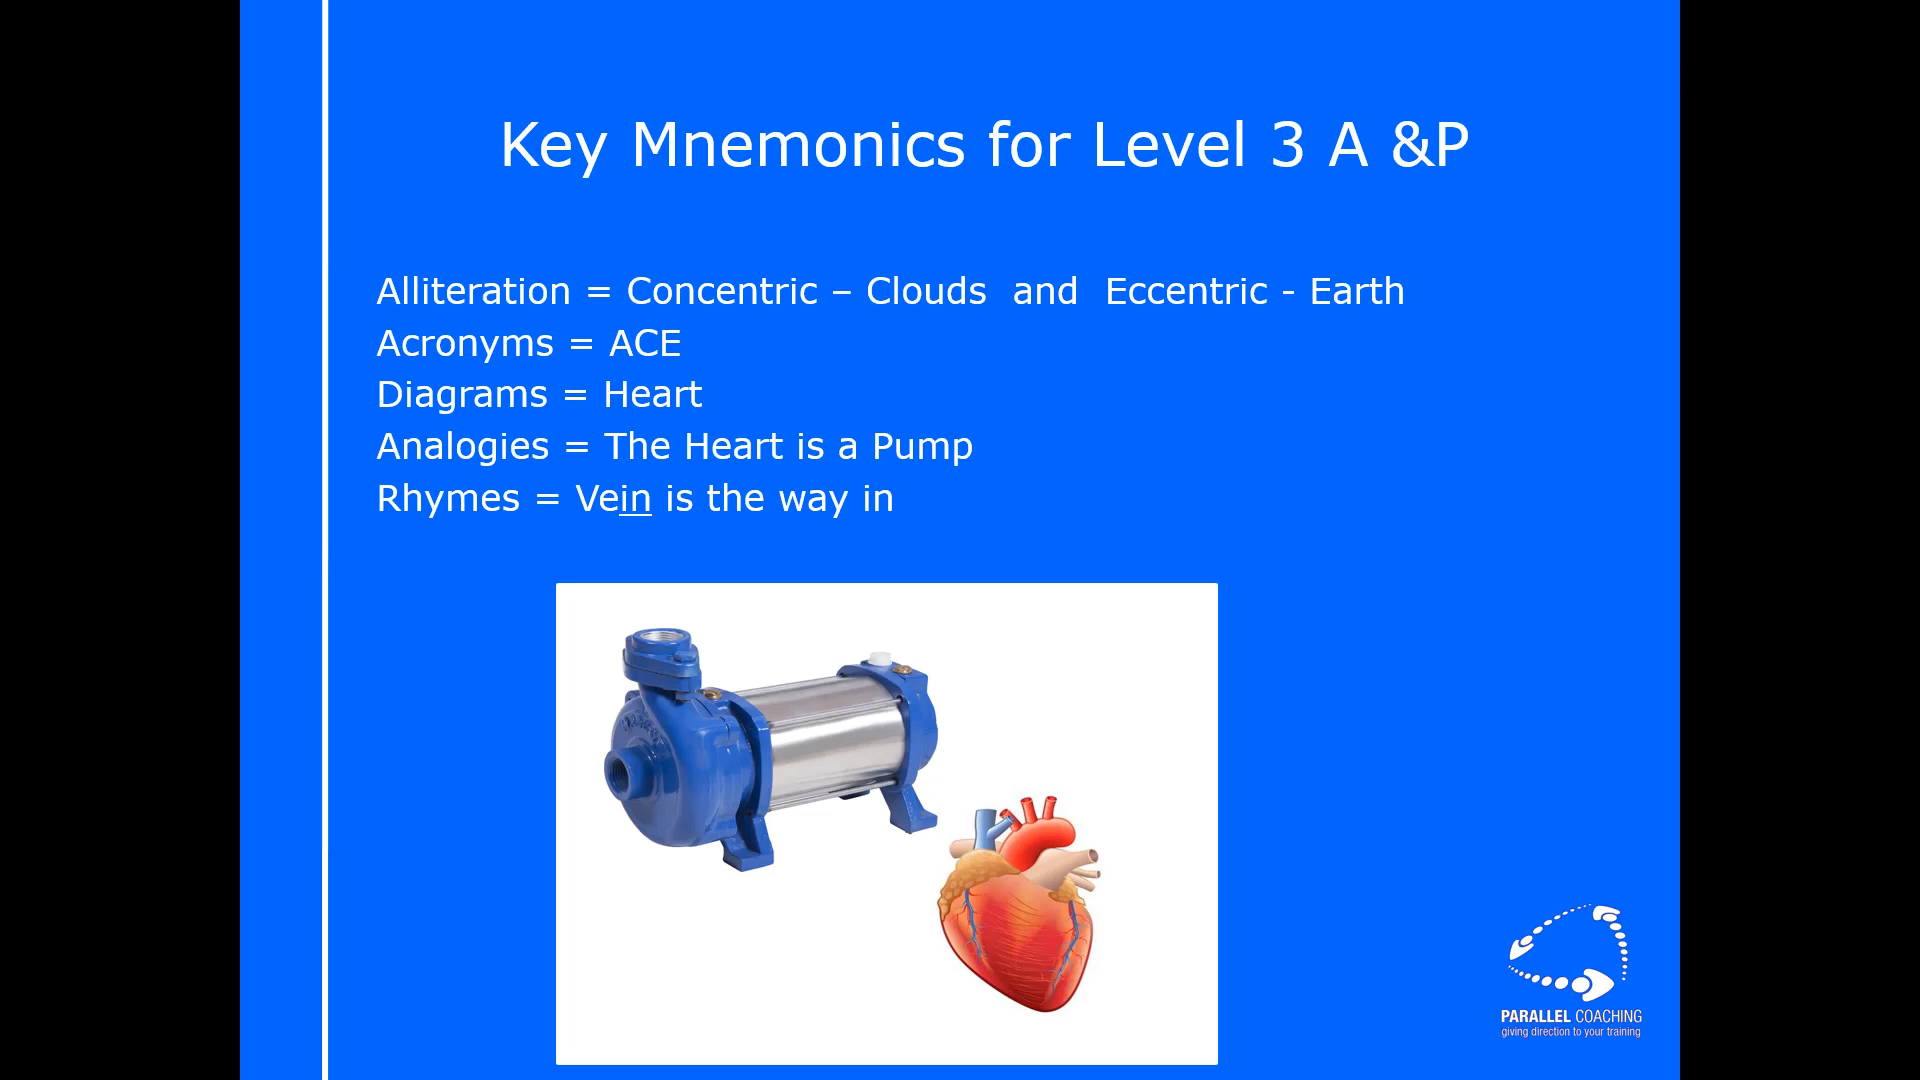 Key Mnemonics for Level 3 A &P
Alliteration = Concentric – Clouds  and  Eccentric - Earth
Acronyms = ACE
Diagrams = Heart
Analogies = The Heart is a Pump
Rhymes = Vein is the way in
PARALLEL COACHING
giving direction to your training